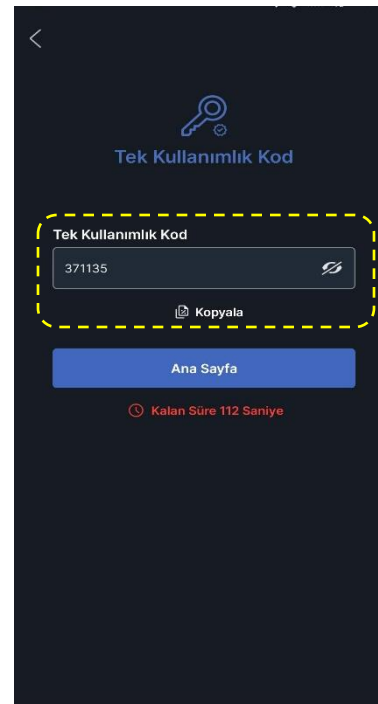 Tek Kullanımlık Kod
Tek Kullanımlık Kod
371135
Kopyala
Ana Sayfa
Kalan Süre 112 Saniye